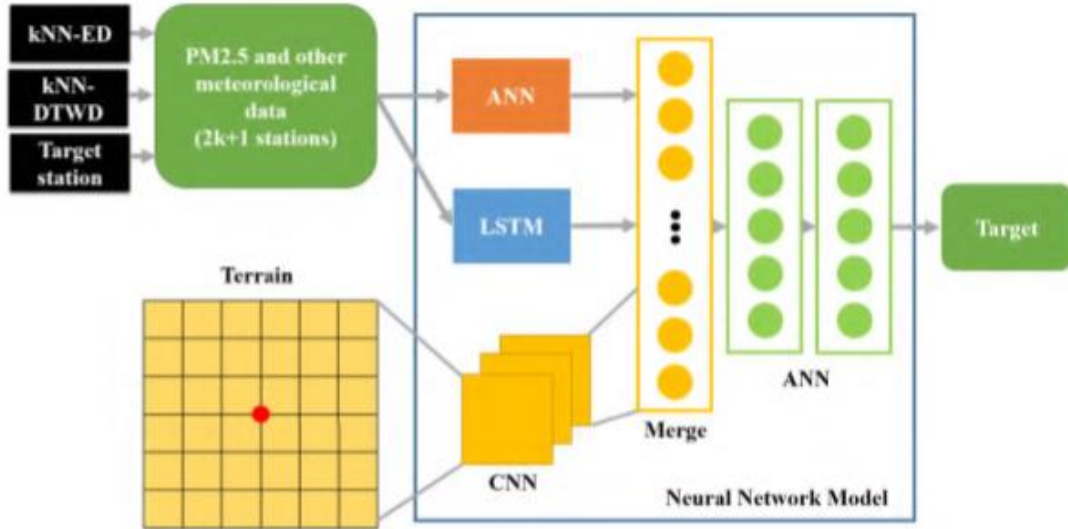 kNN-ED
kNN-
DTWD
Target
station
PM2.5 and other
meteorological
data
(2k+1 stations)
ANN
LSTM
Terrain
CNN
Merge
ANN
Target
Neural Network Model